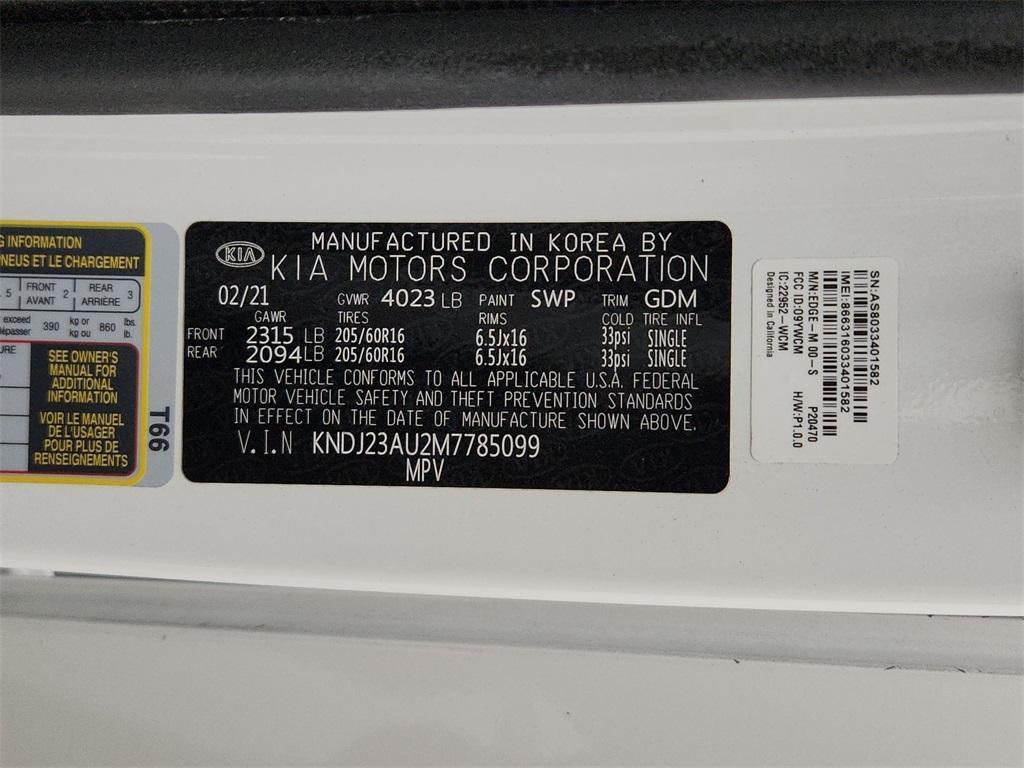 G INFORMATION
PNEUS ET LE CHARGEMENT
5 FRONT AVANT 2 REAR ARRIÈRE 3
exceed dépasser 390 kg or kg ou 860 lbs. lb.
SEE OWNER'S
MANUAL FOR
ADDITIONAL
INFORMATION
VOIR LE MANUEL
DE L'USAGER
POUR PLUS DE
RENSEIGNEMENTS
T66
KIA
MANUFACTURED IN KOREA BY
KIA MOTORS CORPORATION
02/21 GVWR 4023 LB PAINT SWP TRIM GDM
GAWR TIRES RIMS COLD TIRE INFL
FRONT 2315 LB 205/60R16 6.5Jx16 33psi SINGLE
REAR 2094 LB 205/60R16 6.5Jx16 33psi SINGLE
THIS VEHICLE CONFORMS TO ALL APPLICABLE U.S.A. FEDERAL
MOTOR VEHICLE SAFETY AND THEFT PREVENTION STANDARDS
IN EFFECT ON THE DATE OF MANUFACTURE SHOWN ABOVE.
V.I.N KNDJ23AU2M7785099
MPV
SN:AS8033401582
IMEI:866316033401582
M/N:EDGE-M 00-S P20470
FCC ID:09YWCM H/W:P1.0.0
IC:22952-WCM
Designed in California